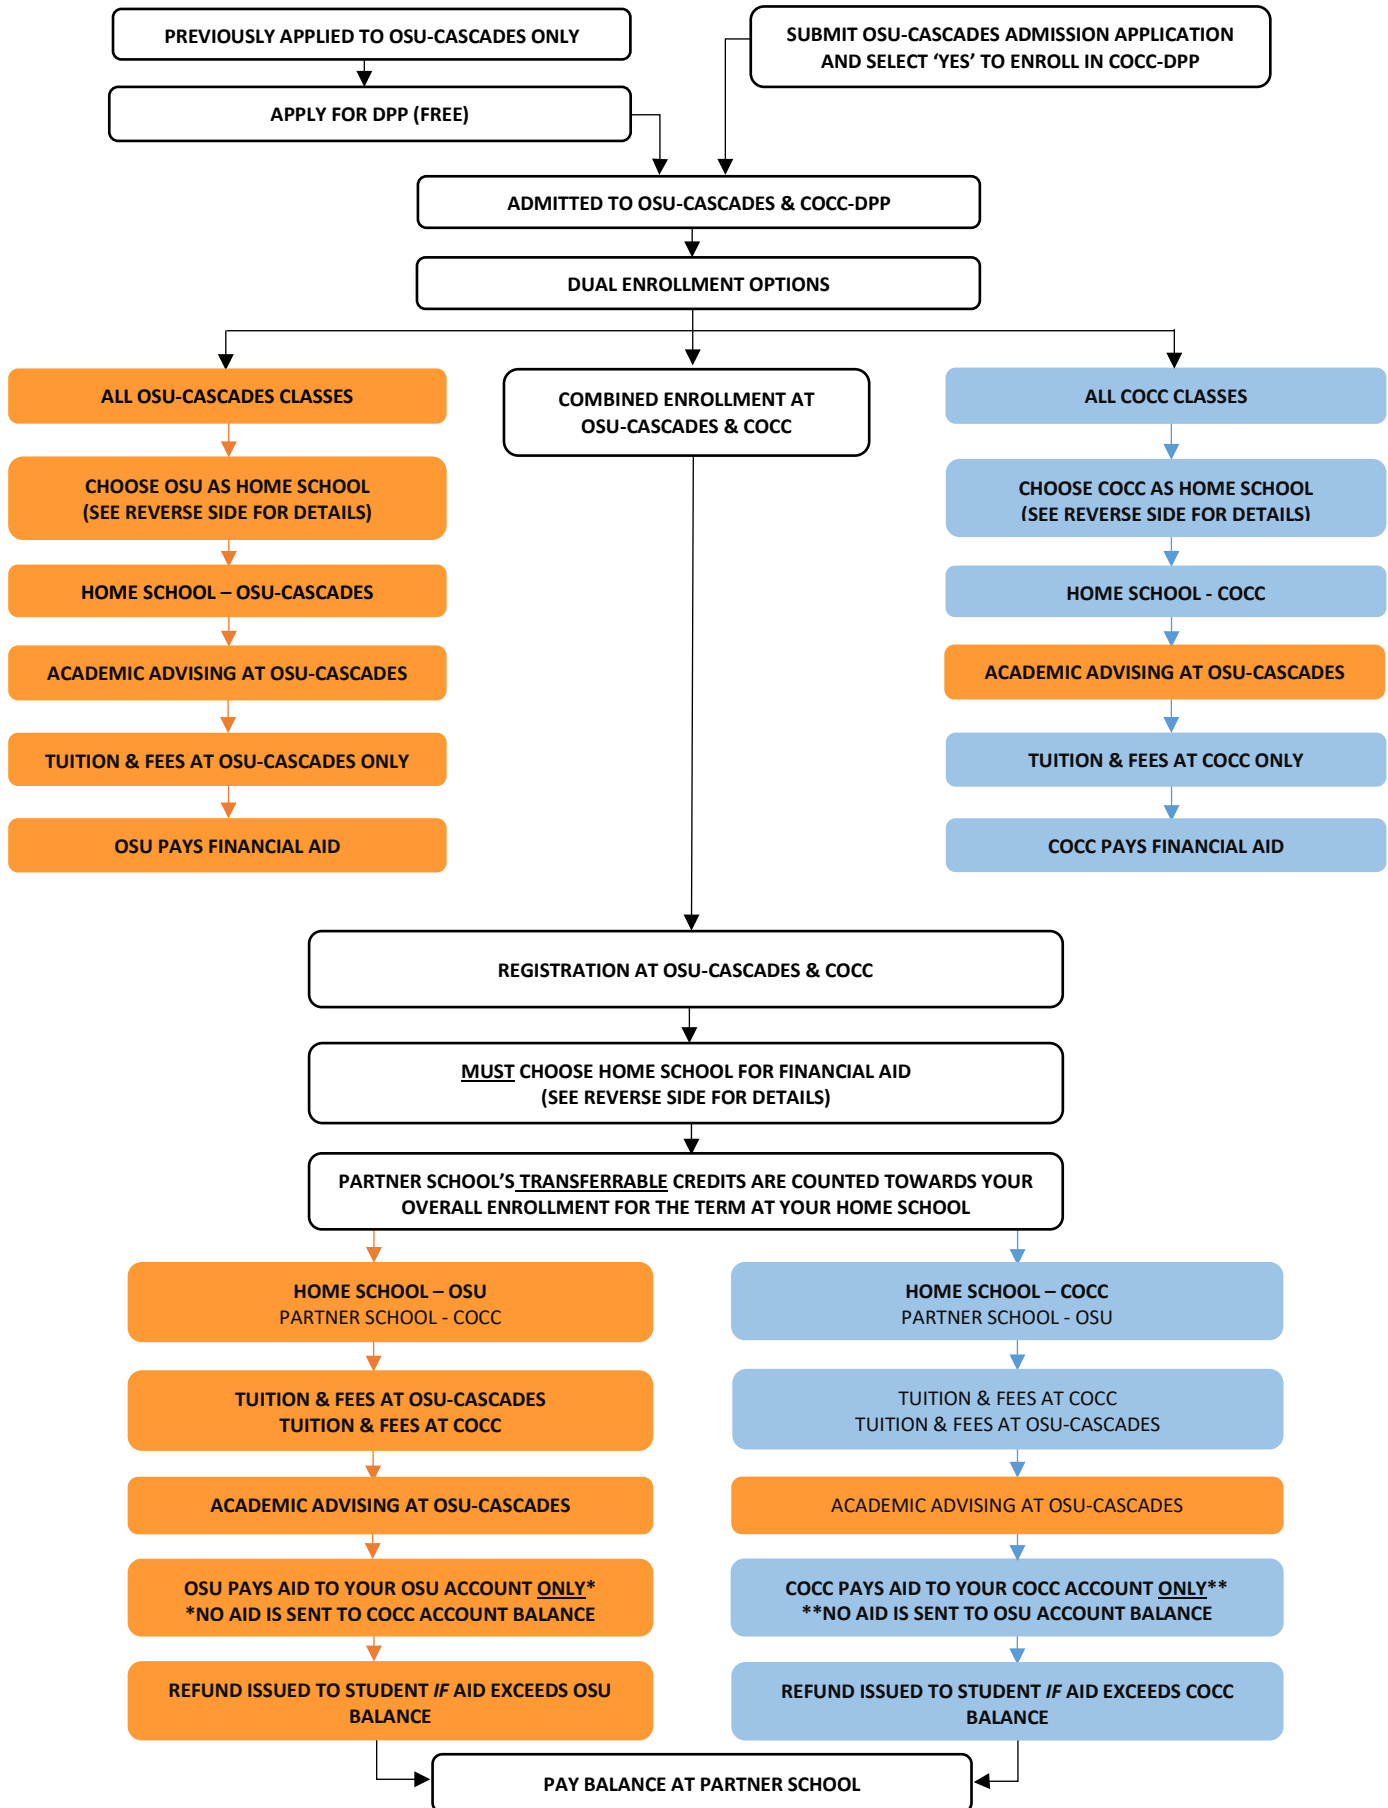 PREVIOUSLY APPLIED TO OSU-CASCADES ONLY
SUBMIT OSU-CASCADES ADMISSION APPLICATION
AND SELECT ‘YES’ TO ENROLL IN COCC-DPP
APPLY FOR DPP (FREE)
ADMITTED TO OSU-CASCADES & COCC-DPP
DUAL ENROLLMENT OPTIONS
ALL OSU-CASCADES CLASSES
CHOOSE OSU AS HOME SCHOOL
(SEE REVERSE SIDE FOR DETAILS)
HOME SCHOOL – OSU-CASCADES
ACADEMIC ADVISING AT OSU-CASCADES
TUITION & FEES AT OSU-CASCADES ONLY
OSU PAYS FINANCIAL AID
COMBINED ENROLLMENT AT
OSU-CASCADES & COCC
ALL COCC CLASSES
CHOOSE COCC AS HOME SCHOOL
(SEE REVERSE SIDE FOR DETAILS)
HOME SCHOOL - COCC
ACADEMIC ADVISING AT OSU-CASCADES
TUITION & FEES AT COCC ONLY
COCC PAYS FINANCIAL AID
REGISTRATION AT OSU-CASCADES & COCC
MUST CHOOSE HOME SCHOOL FOR FINANCIAL AID
(SEE REVERSE SIDE FOR DETAILS)
PARTNER SCHOOL’S TRANSFERRABLE CREDITS ARE COUNTED TOWARDS YOUR
OVERALL ENROLLMENT FOR THE TERM AT YOUR HOME SCHOOL
HOME SCHOOL – OSU
PARTNER SCHOOL - COCC
TUITION & FEES AT OSU-CASCADES
TUITION & FEES AT COCC
ACADEMIC ADVISING AT OSU-CASCADES
OSU PAYS AID TO YOUR OSU ACCOUNT ONLY*
*NO AID IS SENT TO COCC ACCOUNT BALANCE
REFUND ISSUED TO STUDENT IF AID EXCEEDS OSU
BALANCE
HOME SCHOOL – COCC
PARTNER SCHOOL - OSU
TUITION & FEES AT COCC
TUITION & FEES AT OSU-CASCADES
ACADEMIC ADVISING AT OSU-CASCADES
COCC PAYS AID TO YOUR COCC ACCOUNT ONLY**
**NO AID IS SENT TO OSU ACCOUNT BALANCE
REFUND ISSUED TO STUDENT IF AID EXCEEDS COCC
BALANCE
PAY BALANCE AT PARTNER SCHOOL